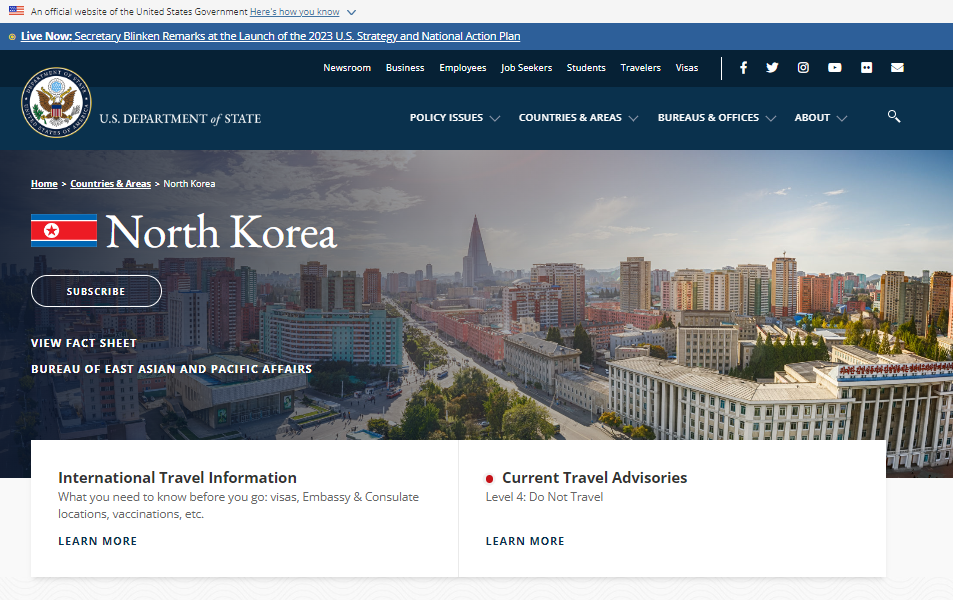 An official website of the United States Government Here's how you know
Live Now: Secretary Blinken Remarks at the Launch of the 2023 U.S. Strategy and National Action Plan
Newsroom Business Employees Job Seekers Students Travelers Visas
U.S. DEPARTMENT of STATE
POLICY ISSUES COUNTRIES & AREAS BUREAUS & OFFICES ABOUT
Home > Countries & Areas > North Korea
North Korea
SUBSCRIBE
VIEW FACT SHEET
BUREAU OF EAST ASIAN AND PACIFIC AFFAIRS
International Travel Information
What you need to know before you go: visas, Embassy & Consulate
locations, vaccinations, etc.
LEARN MORE
Current Travel Advisories
Level 4: Do Not Travel
LEARN MORE